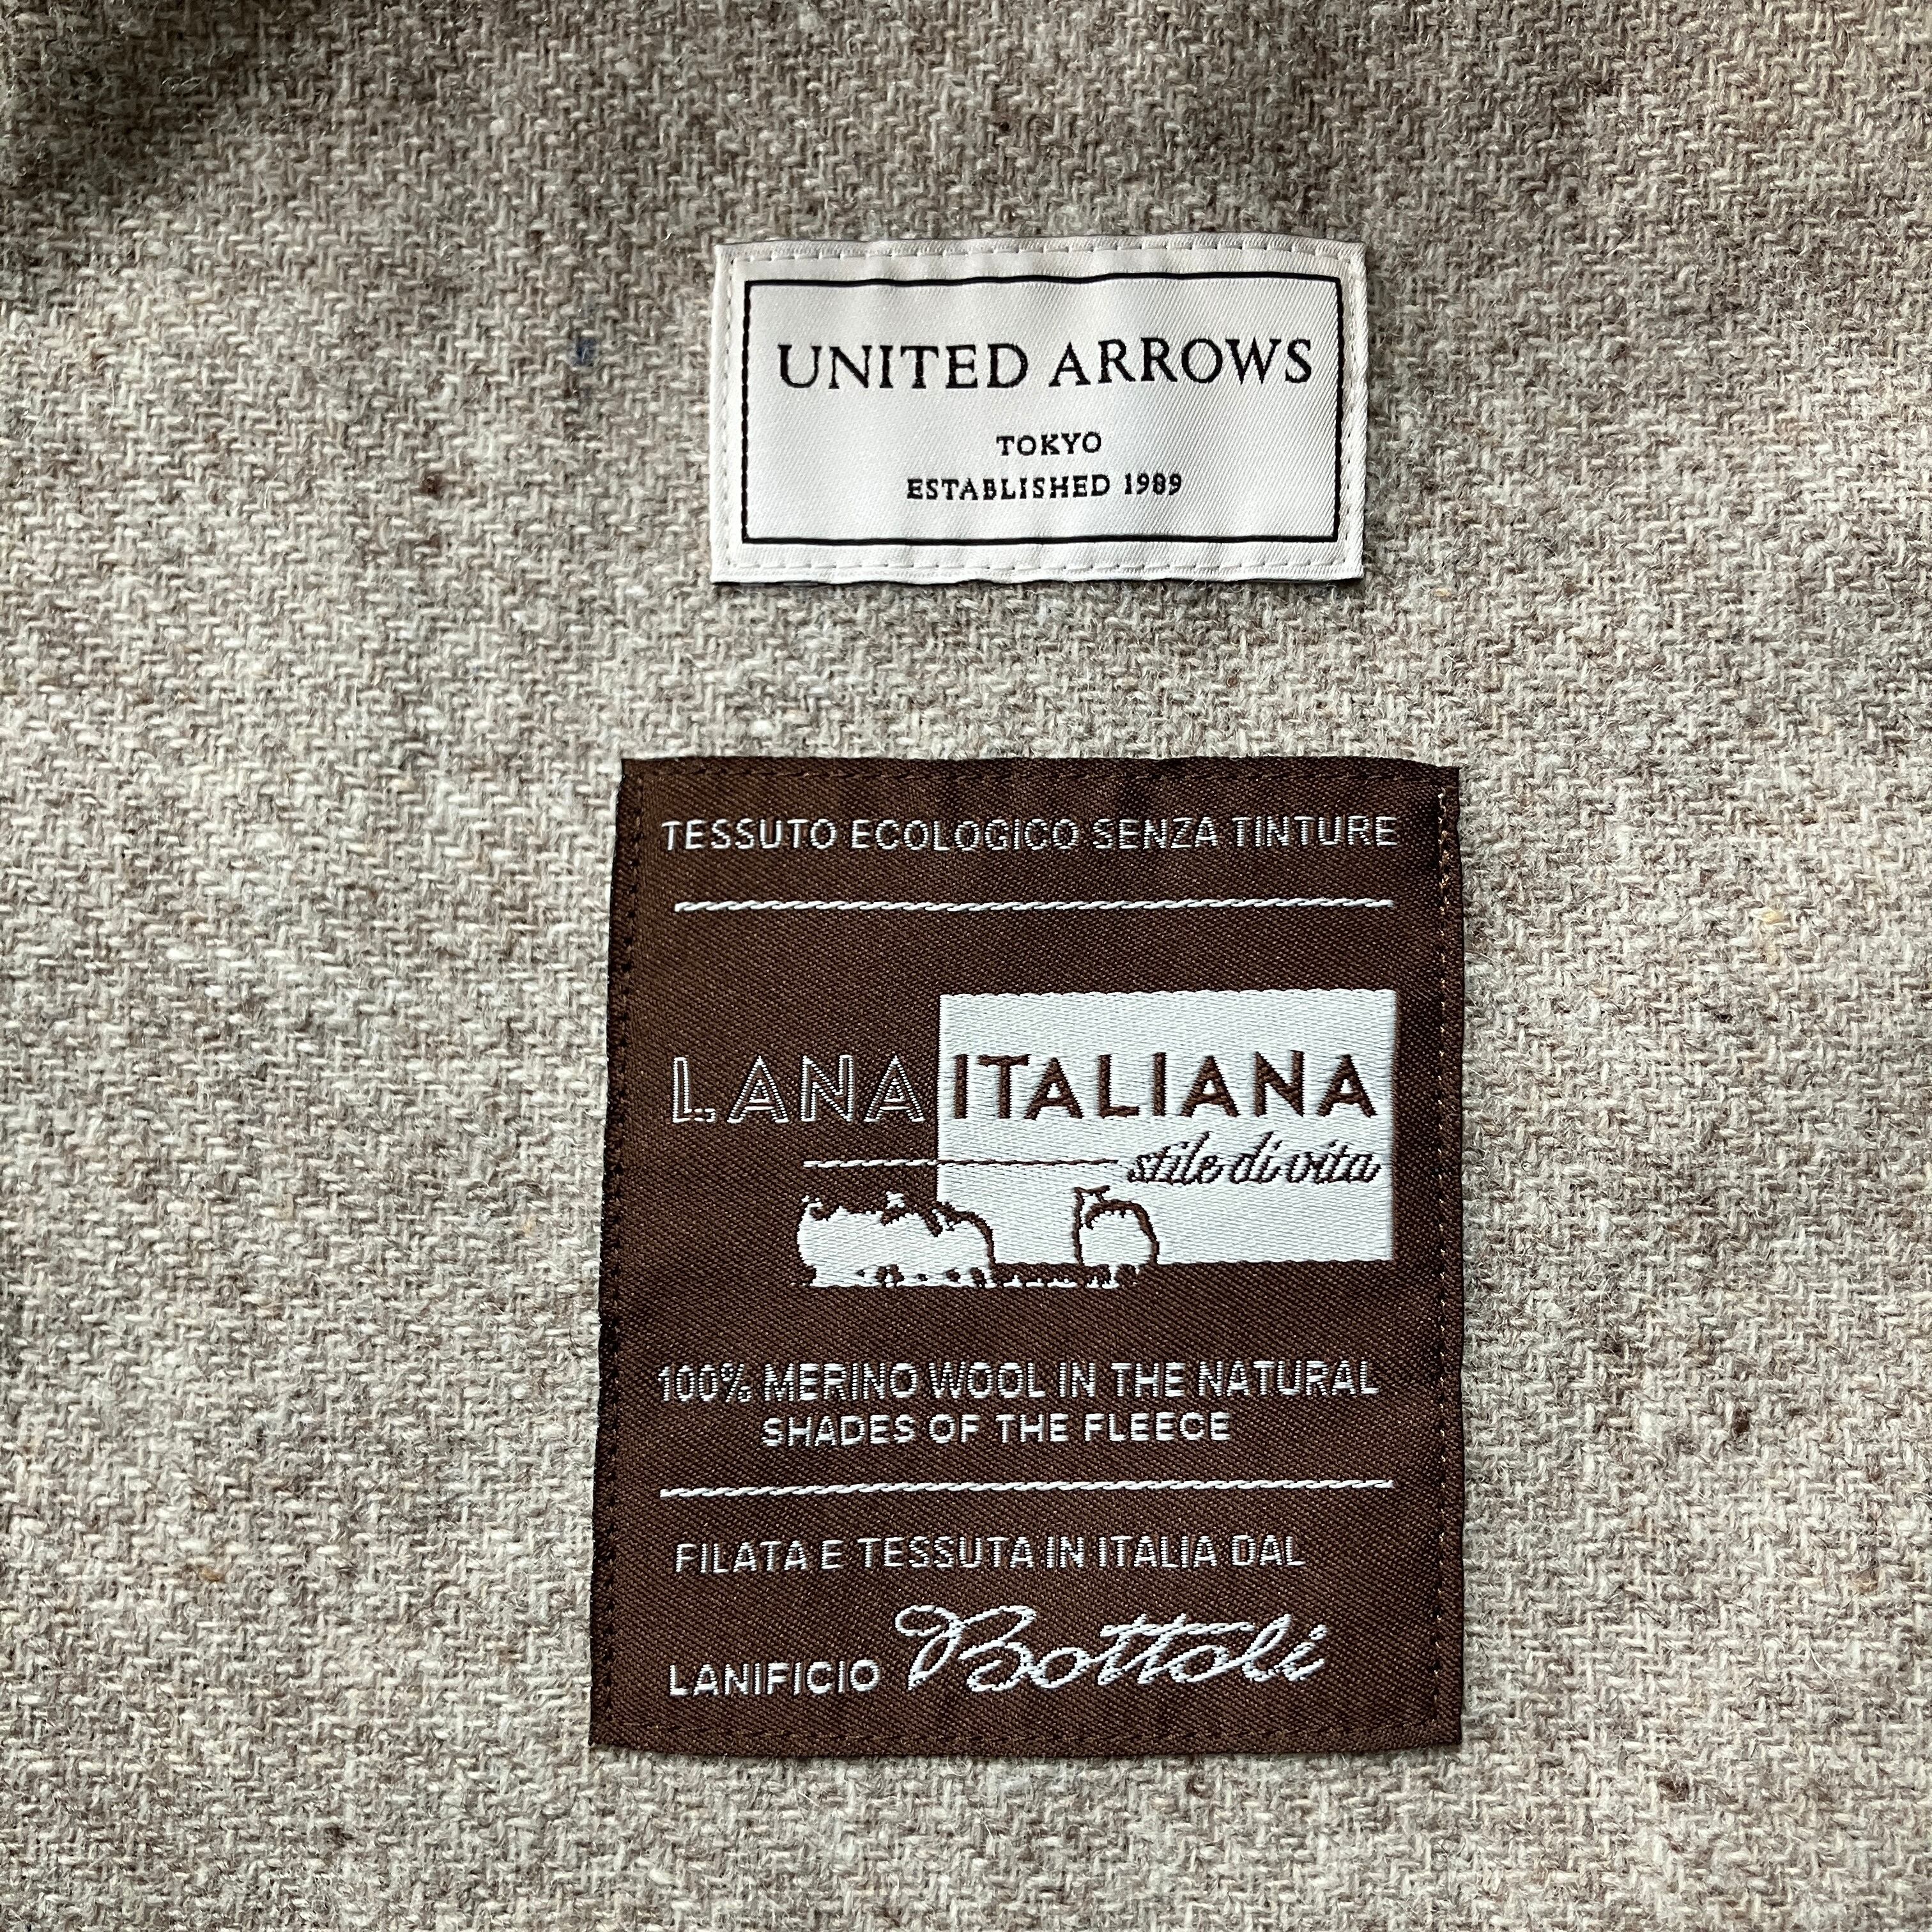 UNITED ARROWS
TOKYO
ESTABLISHED 1989
TESSUTO ECOLOGICO SENZA TINTURE
LANA ITALIANA
stile di vita
100% MERINO WOOL IN THE NATURAL
SHADES OF THE FLEECE
FILATA E TESSUTA IN ITALIA DAL
LANIFICIO Bottoli